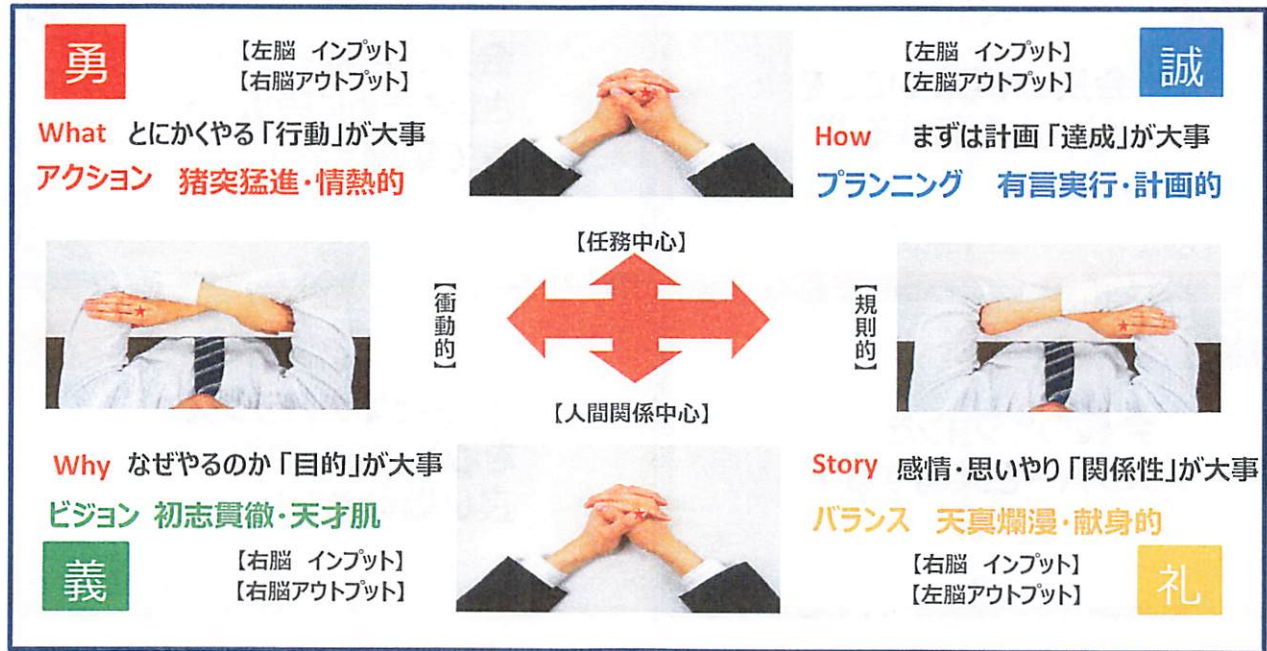 勇
【左脳 インプット】
【右脳アウトプット】
What とにかくやる「行動」が大事
アクション 猪突猛進・情熱的
【左脳 インプット】
【左脳アウトプット】
誠
How まずは計画「達成」が大事
プランニング 有言実行・計画的
【任務中心】
【衝動的】
【規則的】
【人間関係中心】
Why なぜやるのか「目的」が大事
ビジョン 初志貫徹・天才肌
義
【右脳 インプット】
【右脳アウトプット】
Story 感情・思いやり「関係性」が大事
バランス 天真爛漫・献身的
【右脳 インプット】
【左脳アウトプット】
礼